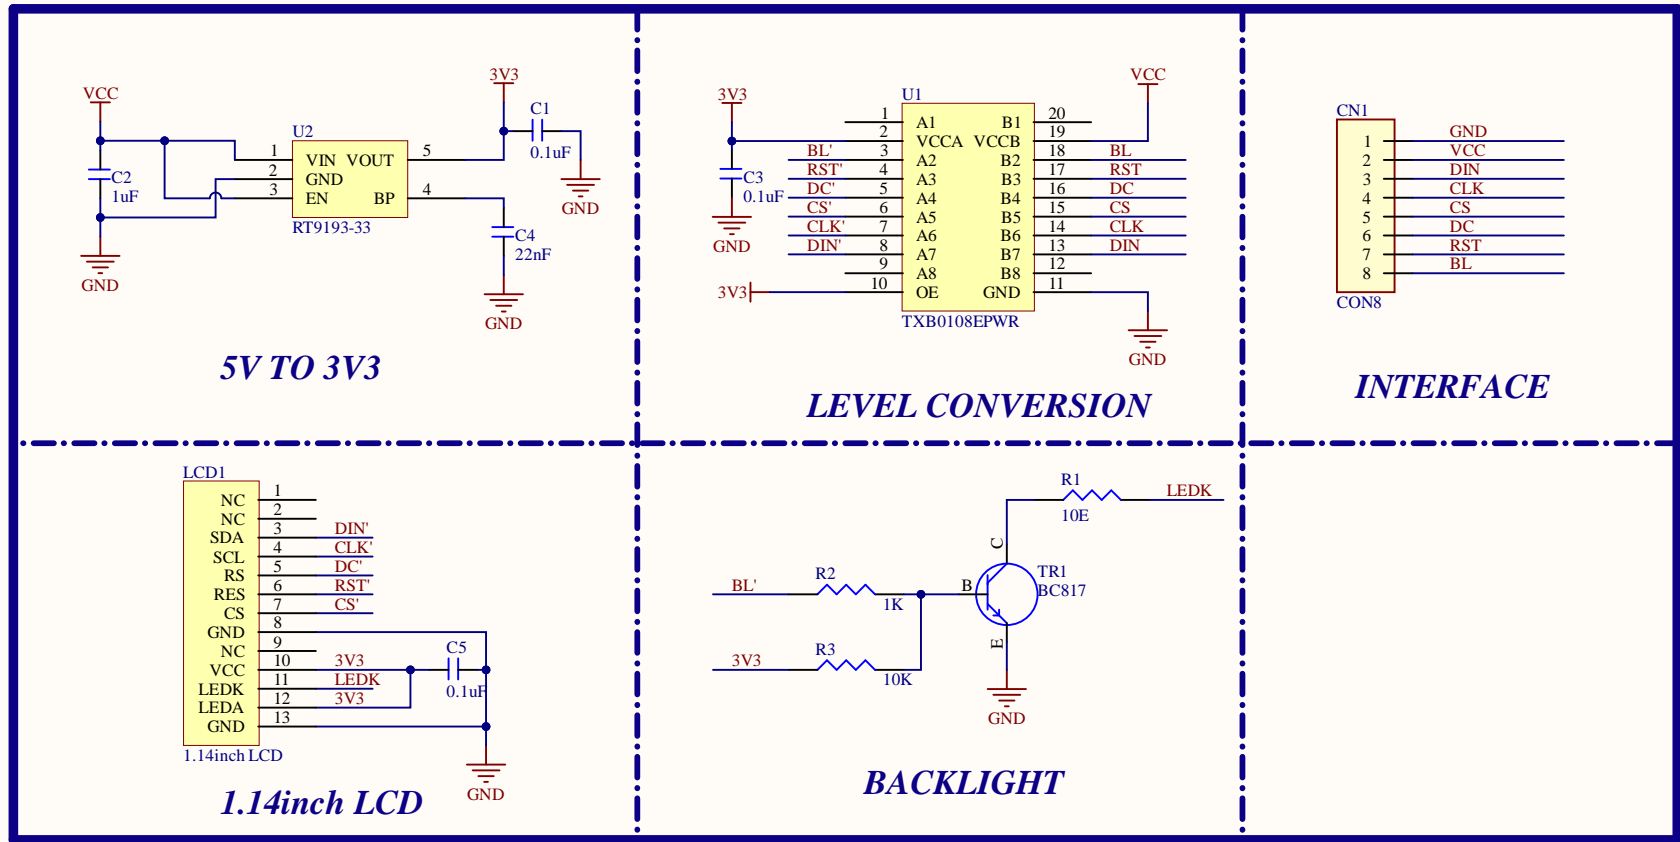 VCC
C2
1uF
GND
U2
1 VIN VOUT 5
2 GND
3 EN BP 4
RT9193-33
3V3
C1
0.1uF
GND
C4
22nF
GND
5V TO 3V3
3V3
C3
0.1uF
GND
3V3
U1
1 A1 B1 20
2 VCCA VCCB 19
BL' 3 A2 B2 18 BL
RST' 4 A3 B3 17 RST
DC' 5 A4 B4 16 DC
CS' 6 A5 B5 15 CS
CLK' 7 A6 B6 14 CLK
DIN' 8 A7 B7 13 DIN
9 A8 B8 12
10 OE GND 11
TXB0108EPWR
VCC
GND
LEVEL CONVERSION
CN1
1 GND
2 VCC
3 DIN
4 CLK
5 CS
6 DC
7 RST
8 BL
CON8
INTERFACE
LCD1
NC 1
NC 2
SDA 3 DIN'
SCL 4 CLK'
RS 5 DC'
RES 6 RST'
CS 7 CS'
GND 8
NC 9
VCC 10 3V3
LEDK 11 LEDK
LEDA 12 3V3
GND 13
1.14inch LCD
C5
0.1uF
GND
1.14inch LCD
R1
10E
LEDK
C
TR1
BC817
B
E
BL'
R2
1K
3V3
R3
10K
GND
BACKLIGHT